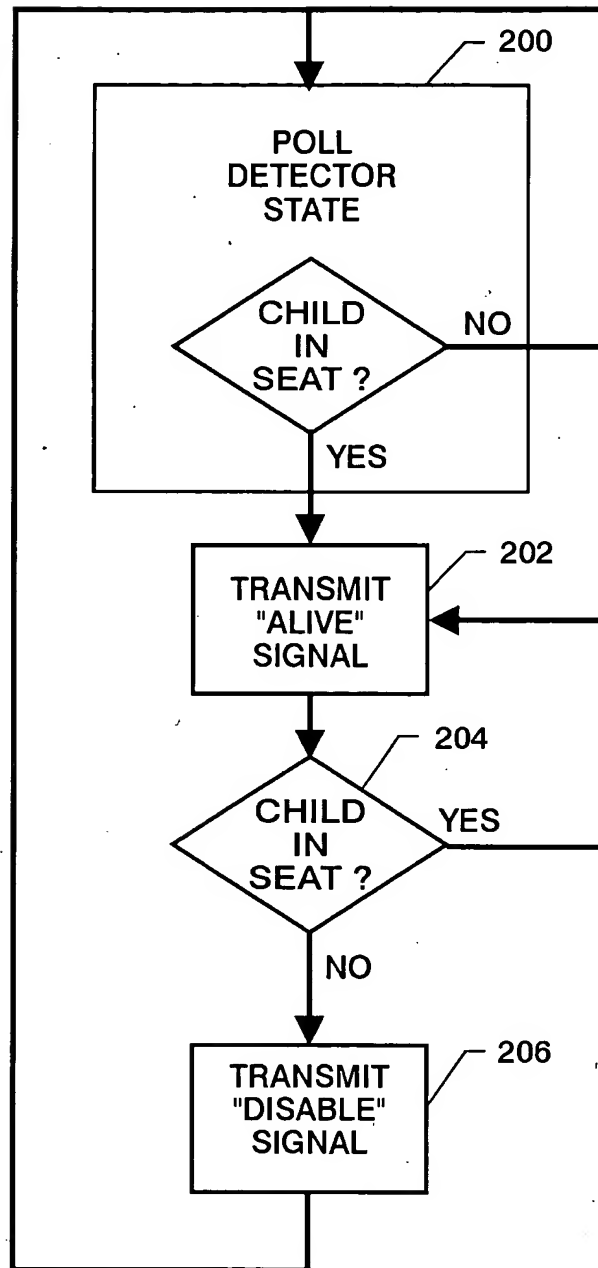 200
POLL
DETECTOR
STATE
CHILD
IN
SEAT ?
NO
YES
202
TRANSMIT
"ALIVE"
SIGNAL
204
CHILD
IN
SEAT ?
YES
NO
206
TRANSMIT
"DISABLE"
SIGNAL